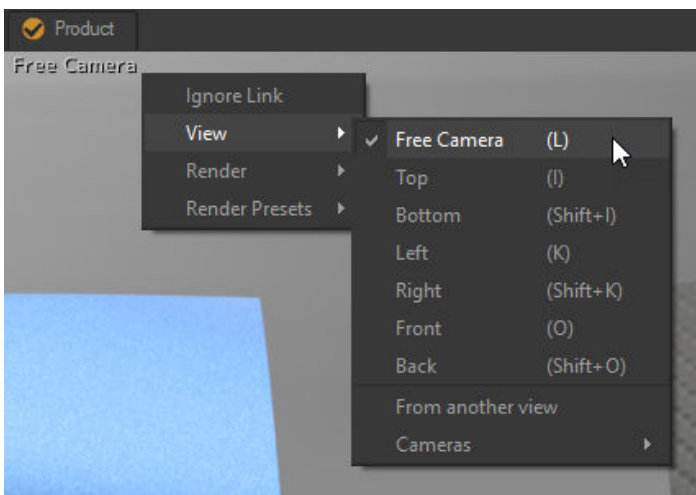 Product
Free Camera
Ignore Link
View
Render
Render Presets
Free Camera (L)
Top (I)
Bottom (Shift+I)
Left (K)
Right (Shift+K)
Front (O)
Back (Shift+O)
From another view
Cameras